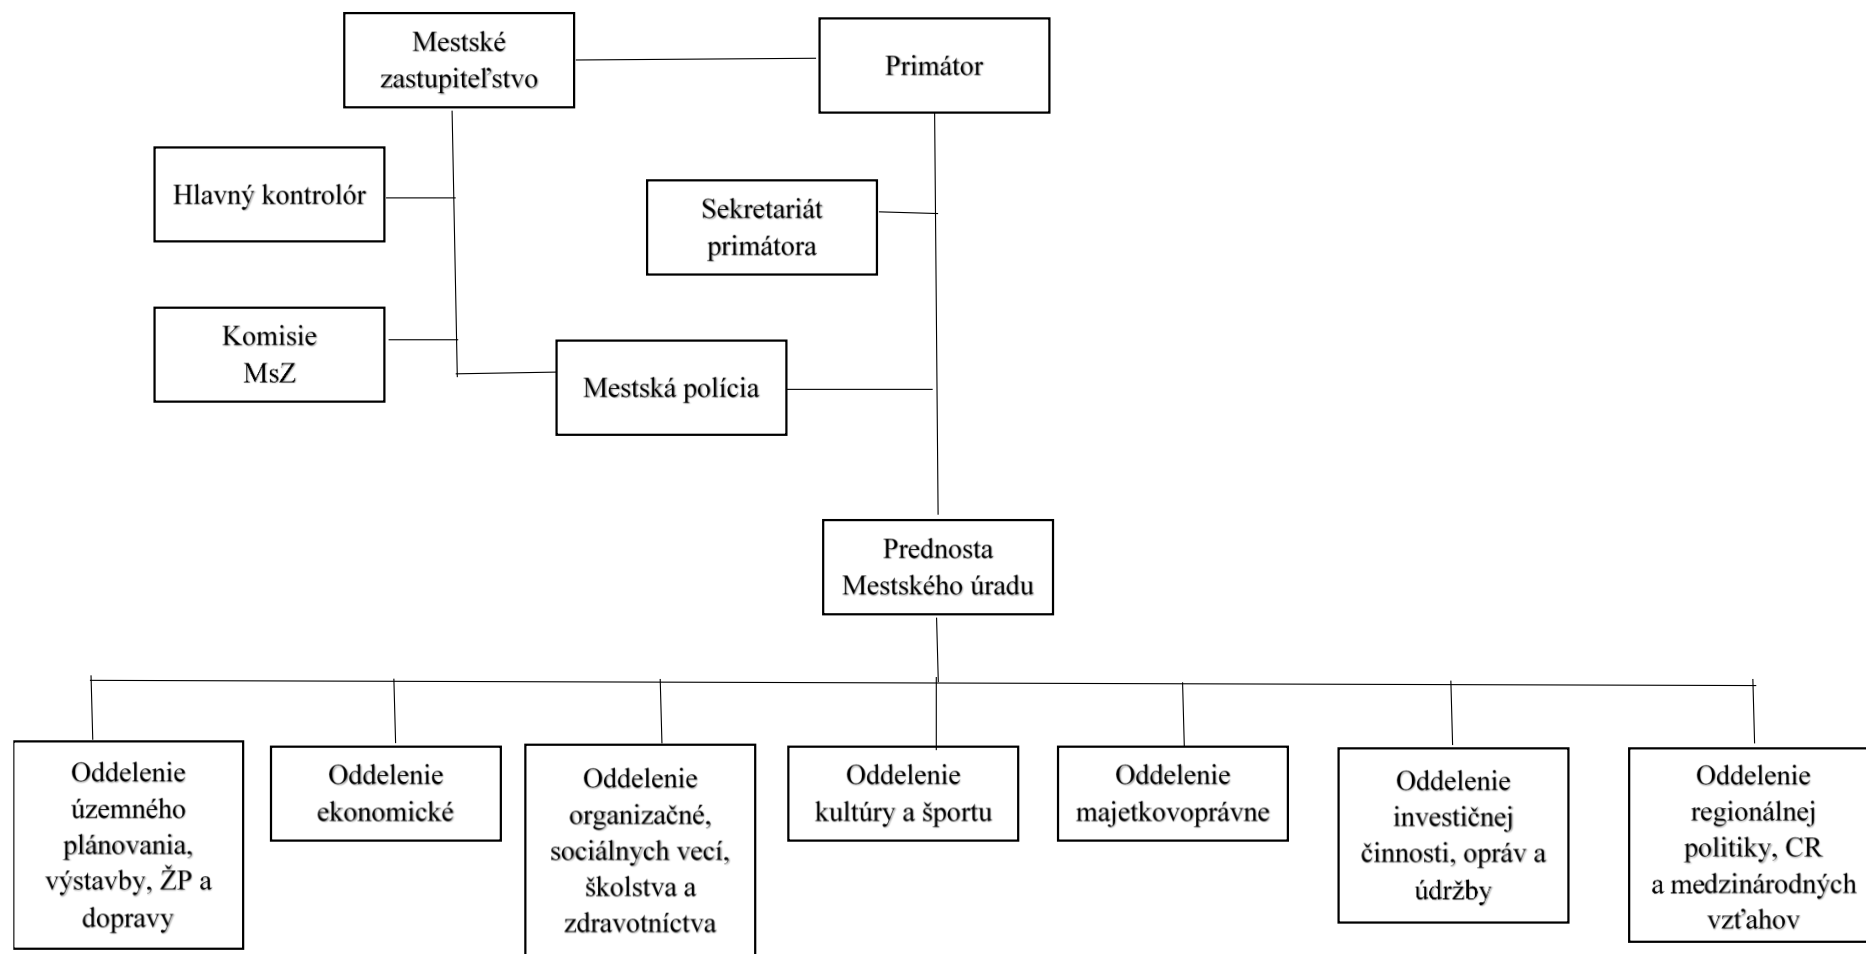 Mestské
zastupiteľstvo
Primátor
Hlavný kontrolór
Sekretariát
primátora
Komisie
MsZ
Mestská polícia
Prednosta
Mestského úradu
Oddelenie
územného
plánovania,
výstavby, ŽP a
dopravy
Oddelenie
ekonomické
Oddelenie
organizačné,
sociálnych vecí,
školstva a
zdravotníctva
Oddelenie
kultúry a športu
Oddelenie
majetkovoprávne
Oddelenie
investičnej
činnosti, opráv a
údržby
Oddelenie
regionálnej
politiky, CR
a medzinárodných
vzťahov